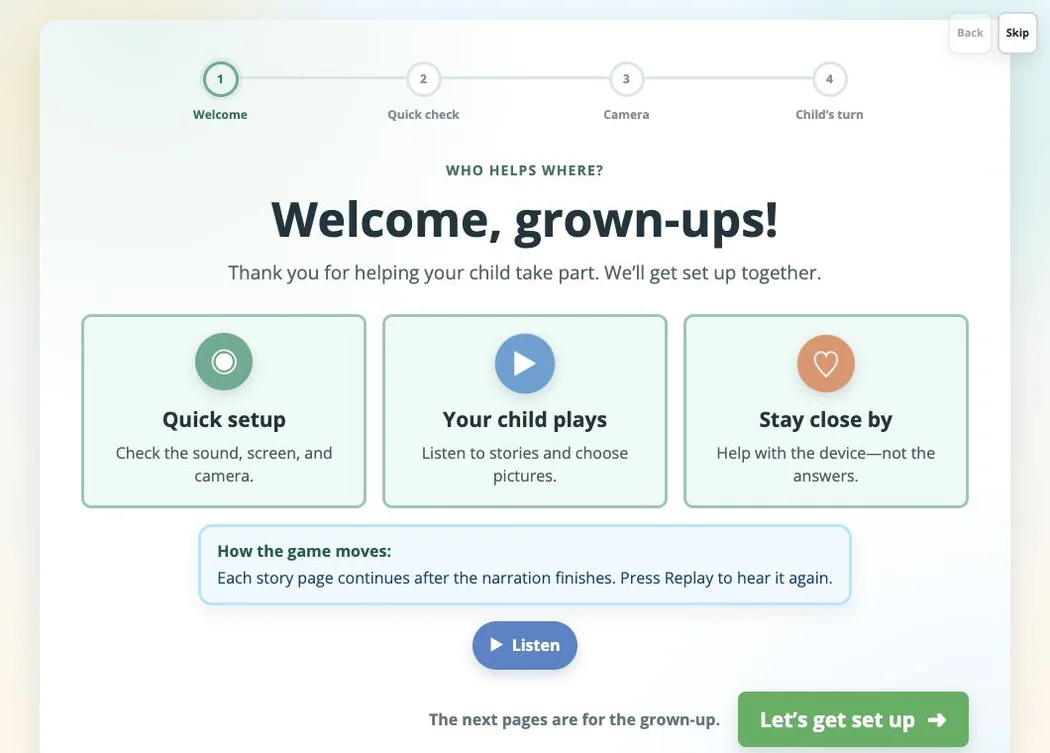 Back
Skip
1
2
3
4
Welcome
Quick check
Camera
Child's turn
WHO HELPS WHERE?
Welcome, grown-ups!
Thank you for helping your child take part. We’ll get set up together.
Quick setup
Check the sound, screen, and
camera.
Your child plays
Listen to stories and choose
pictures.
Stay close by
Help with the device—not the
answers.
How the game moves:
Each story page continues after the narration finishes. Press Replay to hear it again.
Listen
The next pages are for the grown-up.
Let’s get set up ➜